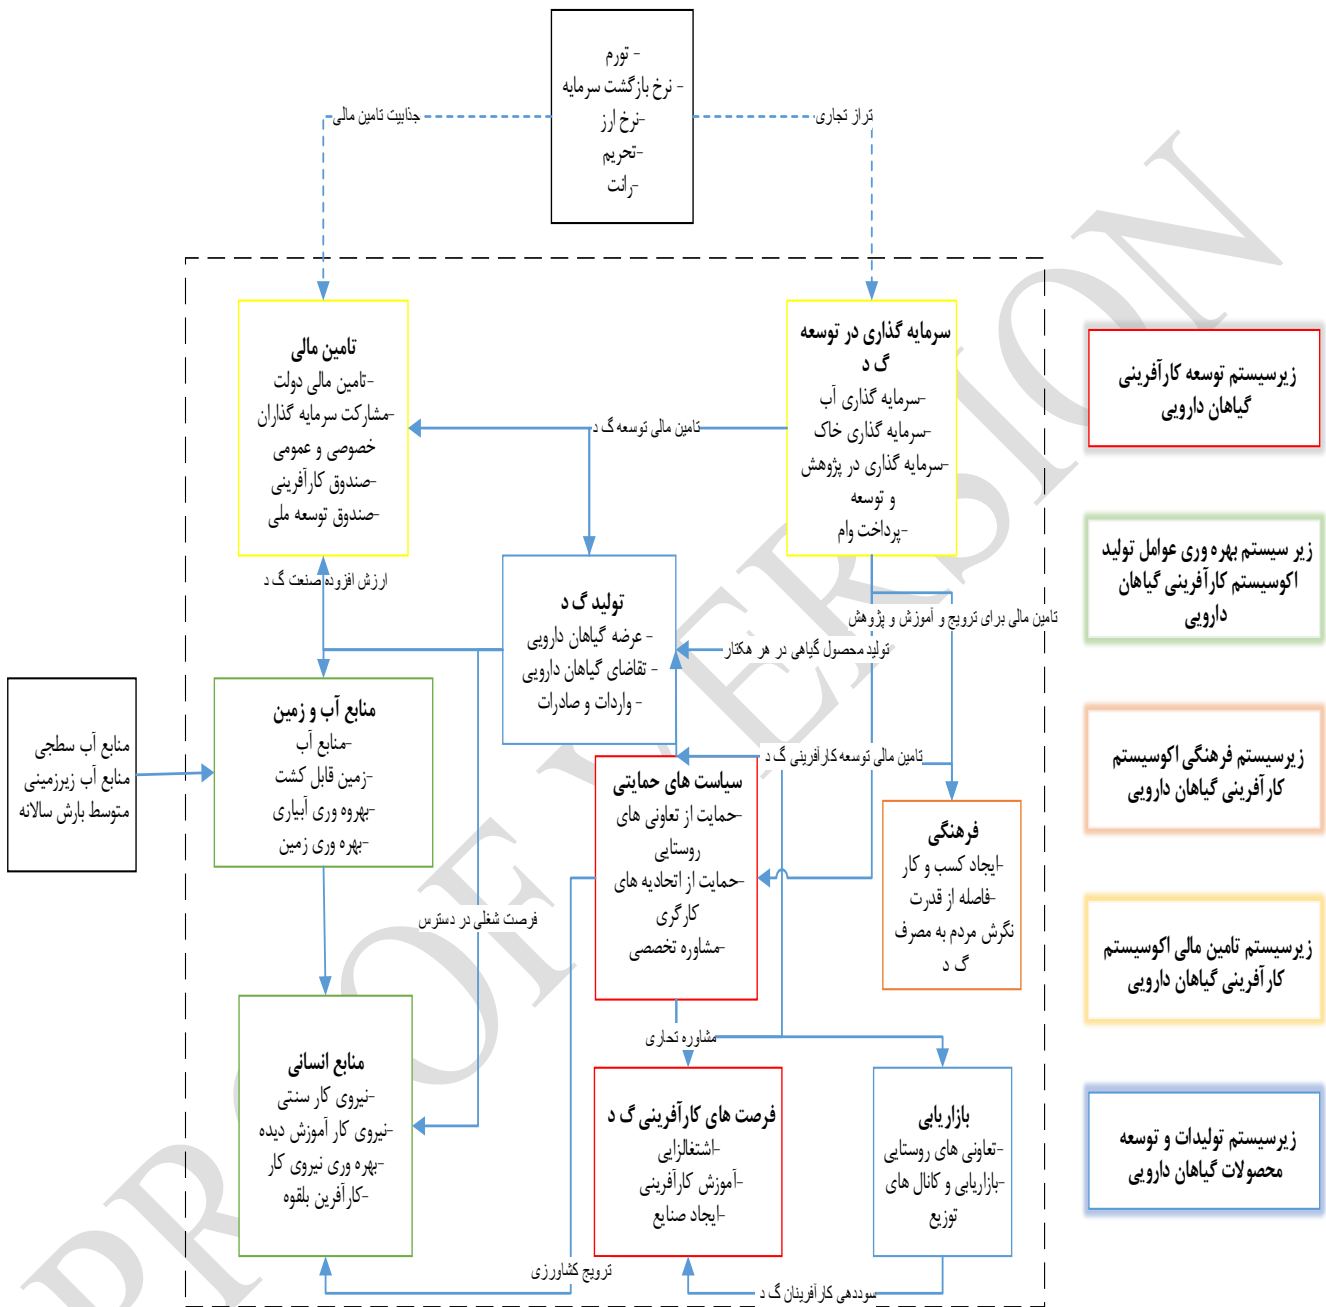 - تورم
- نرخ بازگشت سرمایه
-نرخ ارز
-تحریم
-رانت
جذابیت تامین مالی
تراز تجاری
سرمایه گذاری در توسعه
گ د
-سرمایه گذاری آب
-سرمایه گذاری خاک
-سرمایه گذاری در پژوهش
و توسعه
-پرداخت وام
تامین مالی
-تامین مالی دولت
-مشارکت سرمایه گذاران
خصوصی و عمومی
-صندوق کارآفرینی
-صندوق توسعه ملی
تامین مالی توسعه گ د
ارزش افزوده صنعت گ د
تولید گ د
- عرضه گیاهان دارویی
- تقاضای گیاهان دارویی
- واردات و صادرات
تامین مالی برای ترویج و آموزش و پژوهش
تولید محصول گیاهی در هر هکتار
منابع آب و زمین
-منابع آب
-زمین قابل کشت
-بهروه وری آبیاری
-بهره وری زمین
منابع آب سطحی
منابع آب زیرزمینی
متوسط بارش سالانه
تامین مالی توسعه کارآفرینی گ د
سیاست های حمایتی
-حمایت از تعاونی های
روستایی
-حمایت از اتحادیه های
کارگری
-مشاوره تخصصی
فرهنگی
-ایجاد کسب و کار
-فاصله از قدرت
نگرش مردم به مصرف
گ د
فرصت شغلی در دسترس
مشاوره تجاری
منابع انسانی
-نیروی کار سنتی
-نیروی کار آموزش دیده
-بهره وری نیروی کار
-کارآفرین بلقوه
فرصت های کارآفرینی گ د
-اشتغالزایی
-آموزش کارآفرینی
-ایجاد صنایع
بازاریابی
-تعاونی های روستایی
-بازاریابی و کانال های
توزیع
ترویج کشاورزی
سوددهی کارآفرینان گ د
زیرسیستم توسعه کارآفرینی
گیاهان دارویی
زیر سیستم بهره وری عوامل تولید
اکوسیستم کارآفرینی گیاهان
دارویی
زیرسیستم فرهنگی اکوسیستم
کارآفرینی گیاهان دارویی
زیرسیستم تامین مالی اکوسیستم
کارآفرینی گیاهان دارویی
زیرسیستم تولیدات و توسعه
محصولات گیاهان دارویی
PROOF VERSION